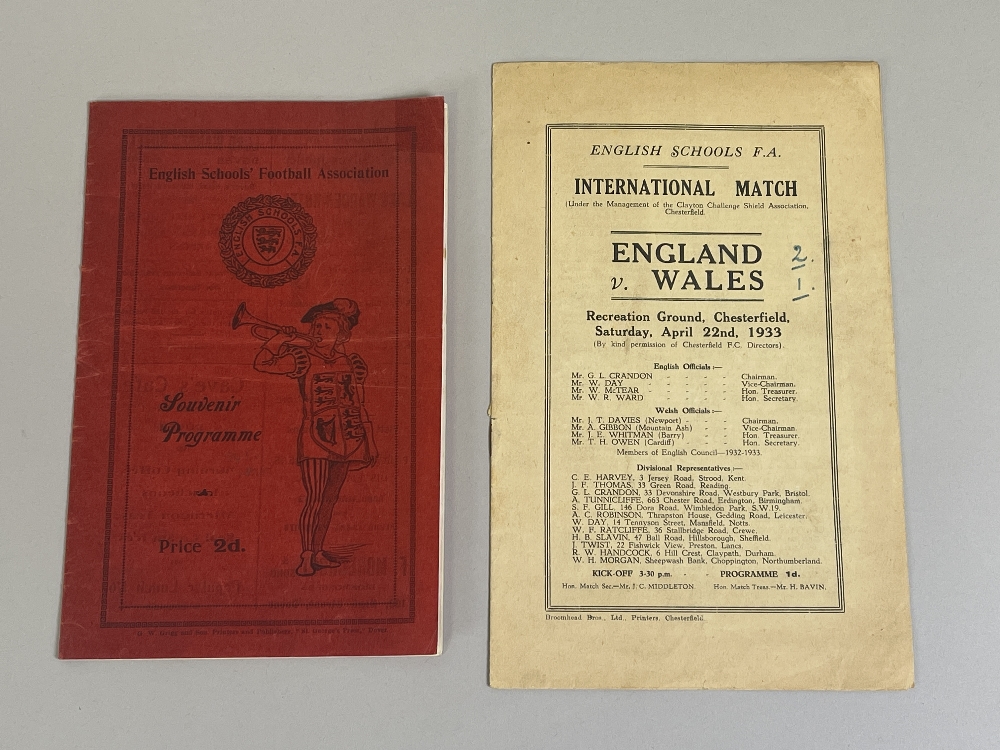 English Schools' Football Association
ENGLISH SCHOOLS F.A.
Souvenir
Programme
Price 2d.
ENGLISH SCHOOLS F.A.
INTERNATIONAL MATCH
(Under the Management of the Clayton Challenge Shield Association,
Chesterfield.
ENGLAND 2.
v. WALES 1.
Recreation Ground, Chesterfield,
Saturday, April 22nd, 1933
(By kind permission of Chesterfield F.C. Directors).
English Officials :—
Mr. G. L. CRANDON - - - - - Chairman.
Mr. W. DAY - - - - - Vice-Chairman.
Mr. W. McTEAR - - - - - Hon. Treasurer.
Mr. W. R. WARD - - - - - Hon. Secretary.
Welsh Officials :—
Mr. J. T. DAVIES (Newport) - - - Chairman.
Mr. A. GIBBON (Mountain Ash) - - Vice-Chairman.
Mr. J. E. WHITMAN (Barry) - - - Hon. Treasurer.
Mr. T. H. OWEN (Cardiff) - - - Hon. Secretary.
Members of English Council—1932-1933.
Divisional Representatives :—
C. E. HARVEY, 3 Jersey Road, Strood, Kent.
J. F. THOMAS, 33 Green Road, Reading.
G. L. CRANDON, 33 Devonshire Road, Westbury Park, Bristol.
A. TUNNICLIFFE, 663 Chester Road, Erdington, Birmingham.
S. F. GILL, 146 Dora Road, Wimbledon Park, S.W.19.
A. C. ROBINSON, Thrapston House, Gedding Road, Leicester.
W. DAY, 14 Tennyson Street, Mansfield, Notts.
W. F. RATCLIFFE, 36 Stallbridge Road, Crewe.
H. B. SLAVIN, 47 Ball Road, Hillsborough, Sheffield.
J. TWIST, 22 Fishwick View, Preston, Lancs.
R. W. HANDCOCK, 6 Hill Crest, Claypath, Durham.
W. H. MORGAN, Sheepwash Bank, Choppington, Northumberland.
KICK-OFF 3-30 p.m. - - PROGRAMME 1d.
Hon. Match Sec.—Mr. J. C. MIDDLETON. Hon. Match Treas.—Mr. H. BAVIN.
Broomhead Bros., Ltd., Printers, Chesterfield.